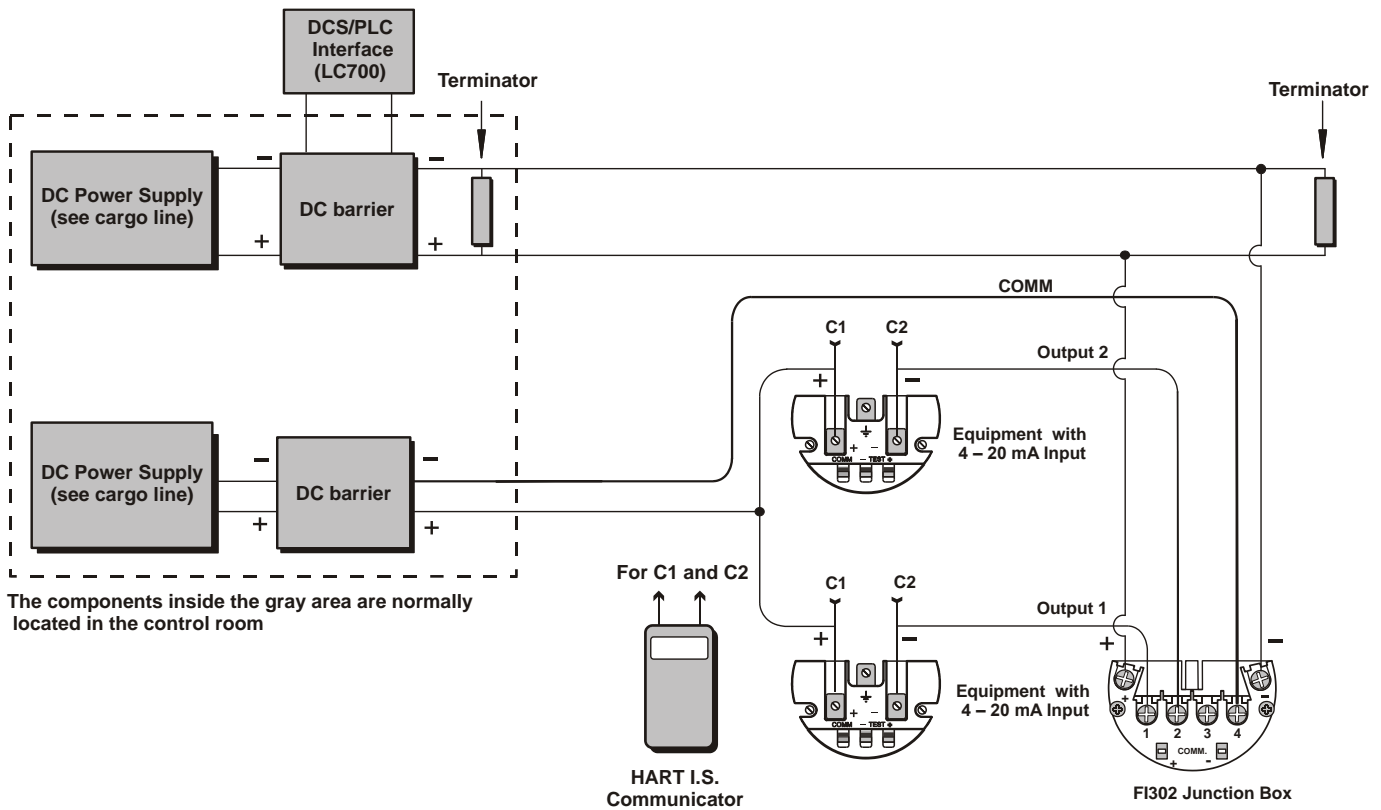 DCS/PLC
Interface
(LC700)
Terminator
Terminator
DC Power Supply
(see cargo line)
–
+
DC barrier
–
+
COMM
C1 C2
Output 2
+ –
+ –
COMM – TEST +
Equipment with
4 – 20 mA Input
DC Power Supply
(see cargo line)
–
+
DC barrier
–
+
The components inside the gray area are normally
located in the control room
For C1 and C2
HART I.S.
Communicator
C1 C2
Output 1
+ –
+ –
COMM – TEST +
Equipment with
4 – 20 mA Input
+ –
+ –
1 2 3 4
COMM.
+ -
FI302 Junction Box